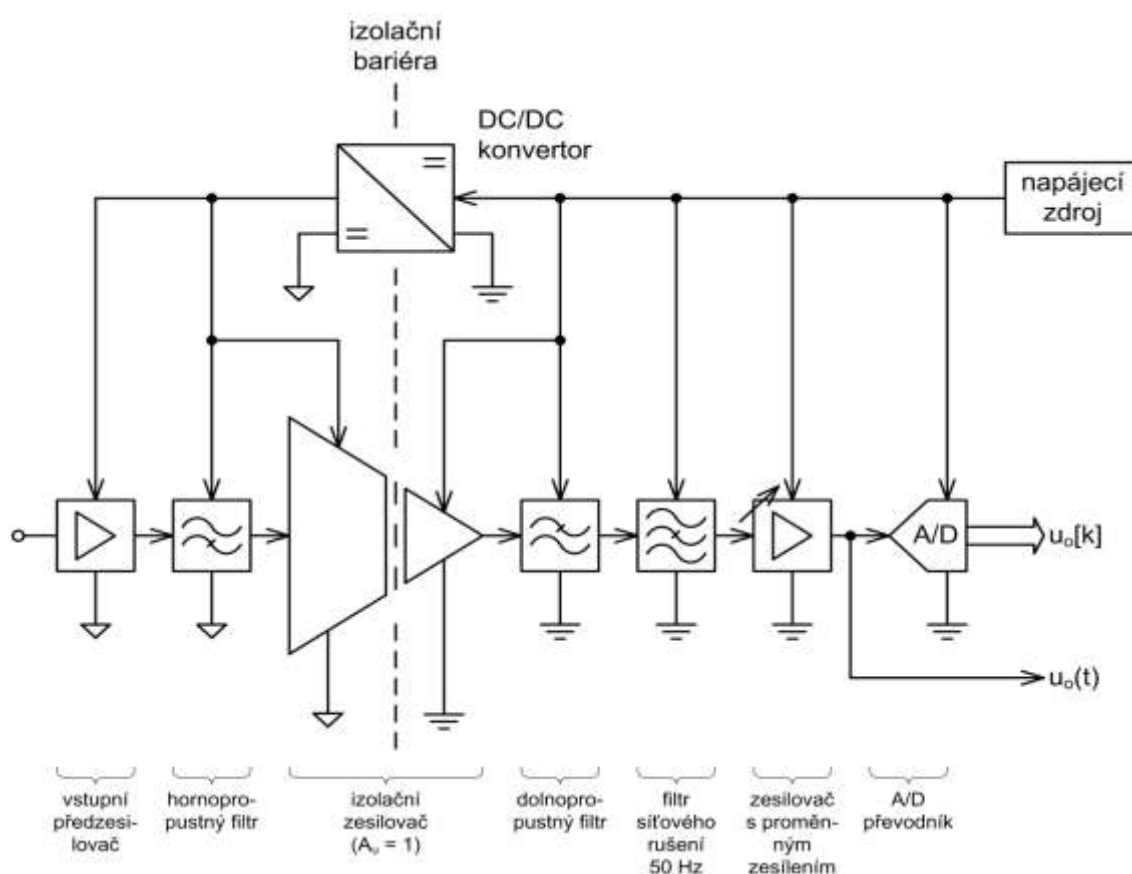 izolační
bariéra
DC/DC
konvertor
napájecí
zdroj
A/D
uₒ[k]
uₒ(t)
vstupní
předzesi-
lovač
hornopro-
pustný filtr
izolační
zesilovač
(Aᵤ = 1)
dolnopro-
pustný filtr
filtr
síťového
rušení
50 Hz
zesilovač
s proměn-
ným
zesílením
A/D
převodník